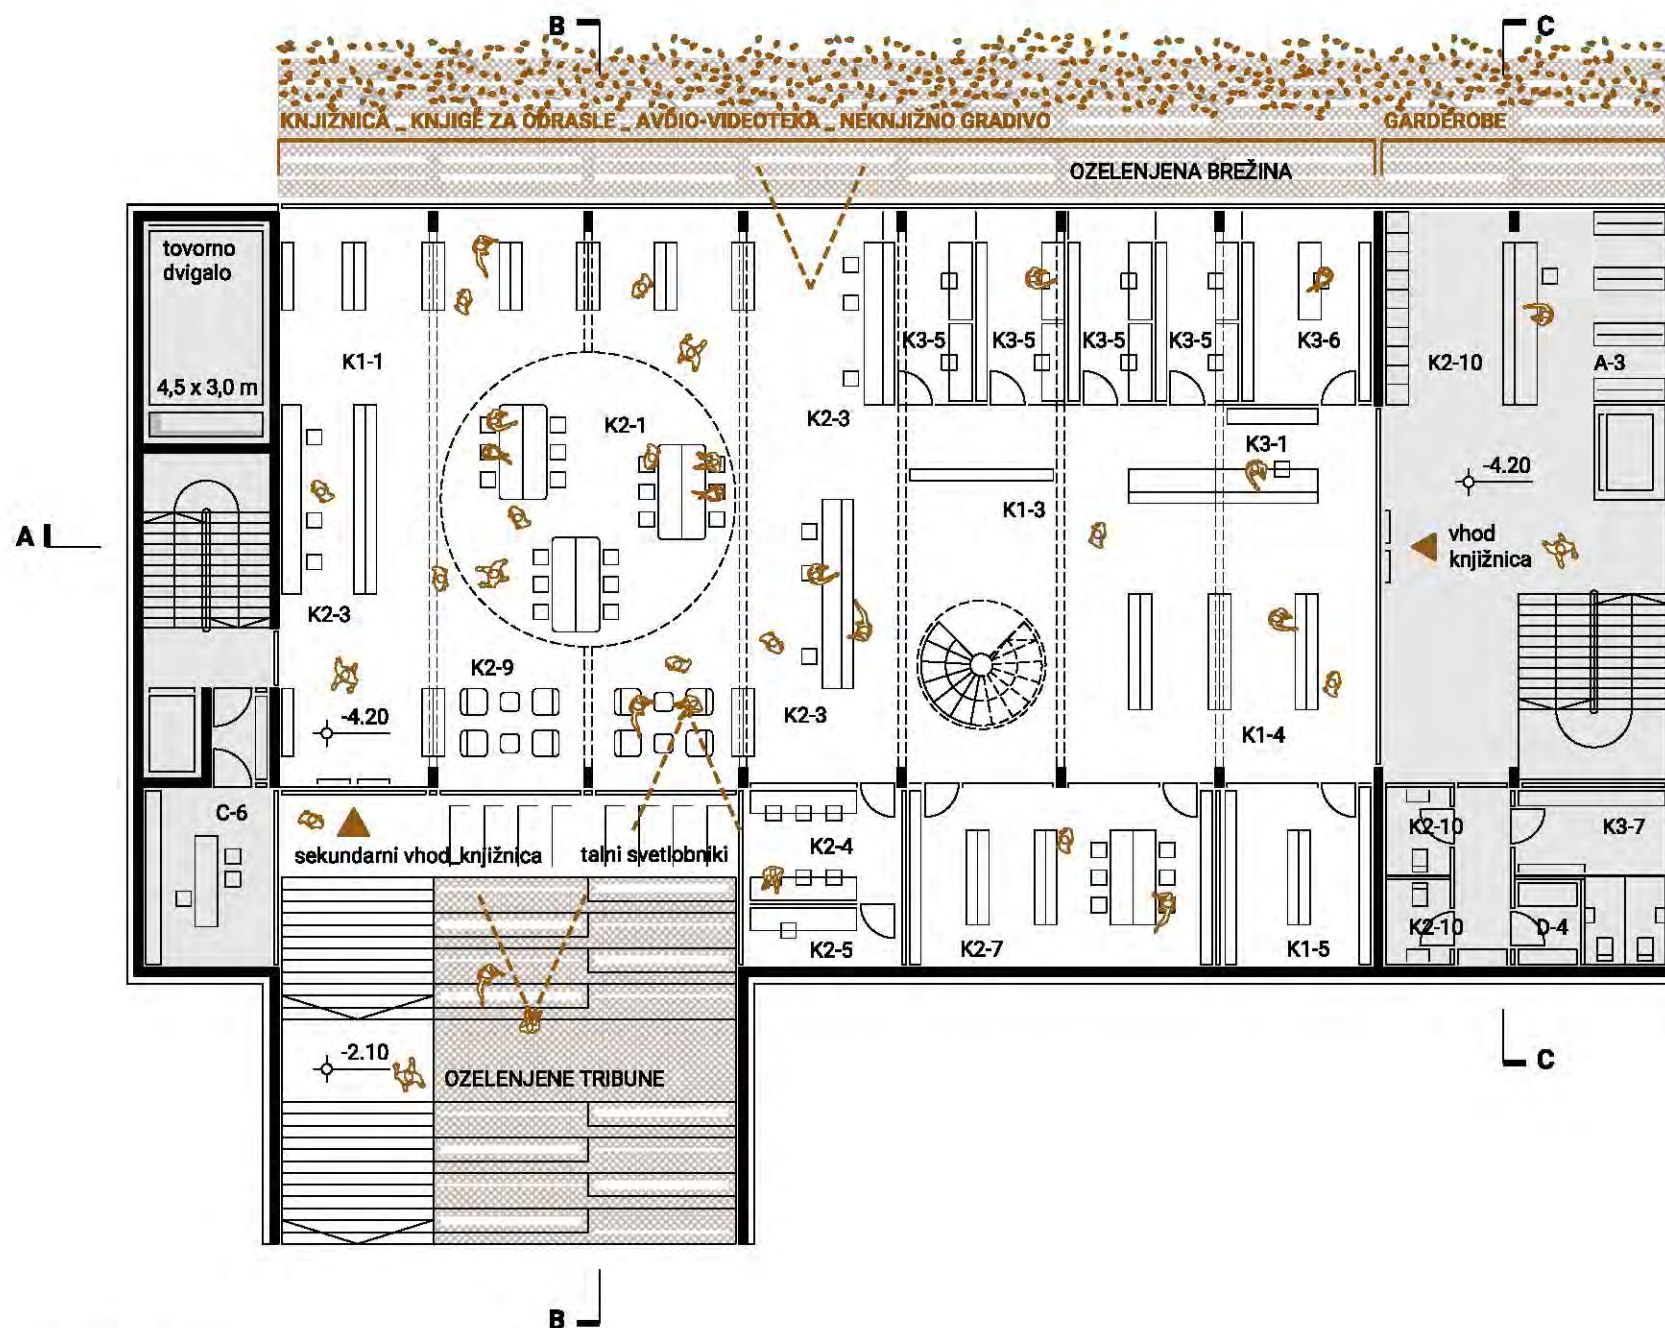 B
C
KNJIŽNICA _ KNJIGE ZA ODRASLE _ AVDIO-VIDEOTEKA _ NEKNJIŽNO GRADIVO
GARDEROBE
OZELENJENA BREŽINA
tovorno
dvigalo
4,5 x 3,0 m
K1-1
K2-1
K2-3
K3-5
K3-5
K3-5
K3-5
K3-6
K2-10
A-3
K3-1
K1-3
-4.20
A
vhod
knjižnica
K2-3
K2-9
-4.20
K2-3
K1-4
C-6
sekundarni vhod_knjižnica
talni svetlobniki
K2-4
K2-10
K3-7
K2-5
K2-7
K1-5
K2-10
D-4
-2.10
OZELENJENE TRIBUNE
C
B